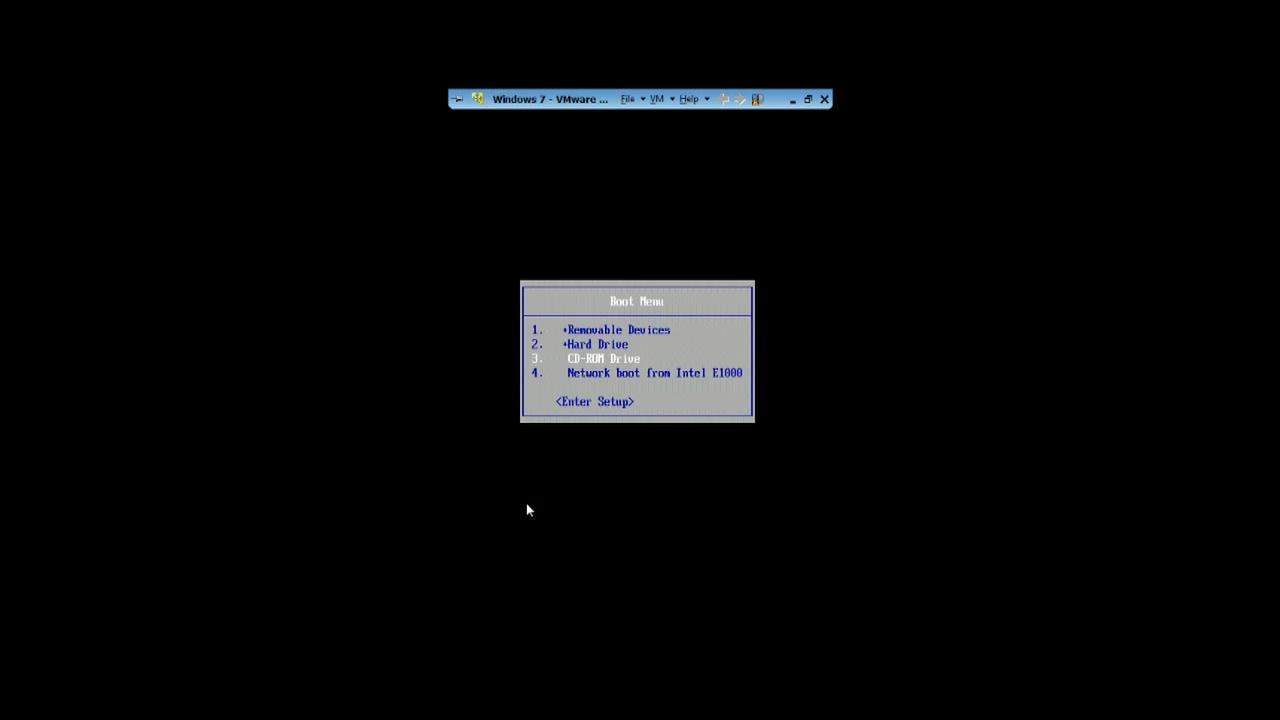 Windows 7 - VMware ... File VM Help
Boot Menu
1. +Removable Devices
2. +Hard Drive
3. CD-ROM Drive
4. Network boot from Intel E1000
<Enter Setup>